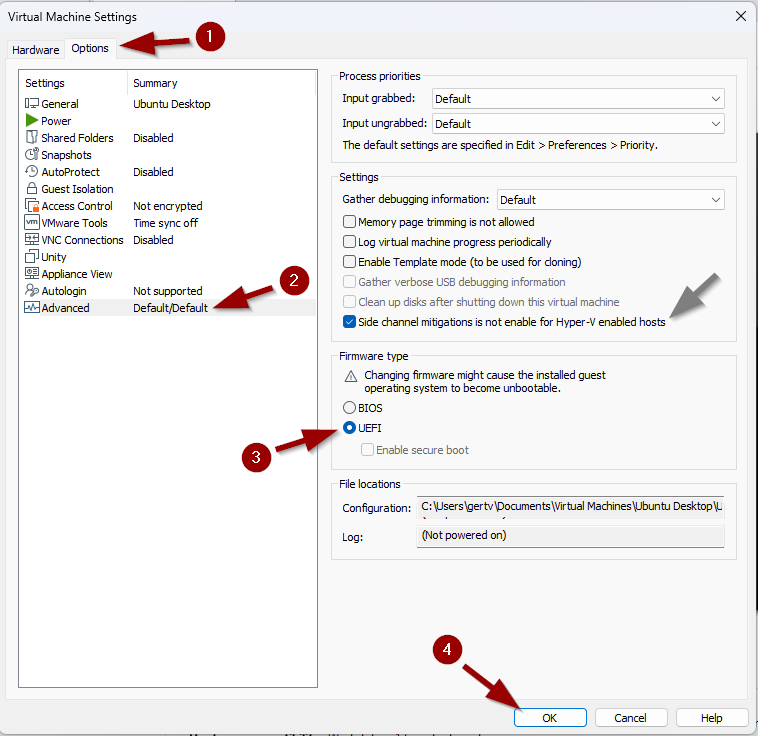 Virtual Machine Settings
Hardware Options
1
Settings Summary
General Ubuntu Desktop
Power
Shared Folders Disabled
Snapshots
AutoProtect Disabled
Guest Isolation
Access Control Not encrypted
vm VMware Tools Time sync off
VNC Connections Disabled
Unity
Appliance View
Autologin Not supported
Advanced Default/Default
2
Process priorities
Input grabbed: Default
Input ungrabbed: Default
The default settings are specified in Edit > Preferences > Priority.
Settings
Gather debugging information: Default
Memory page trimming is not allowed
Log virtual machine progress periodically
Enable Template mode (to be used for cloning)
Gather verbose USB debugging information
Clean up disks after shutting down this virtual machine
Side channel mitigations is not enable for Hyper-V enabled hosts
Firmware type
Changing firmware might cause the installed guest
operating system to become unbootable.
BIOS
UEFI
3
Enable secure boot
File locations
Configuration: C:\Users\gertv\Documents\Virtual Machines\Ubuntu Desktop\U
Log: (Not powered on)
4
OK Cancel Help